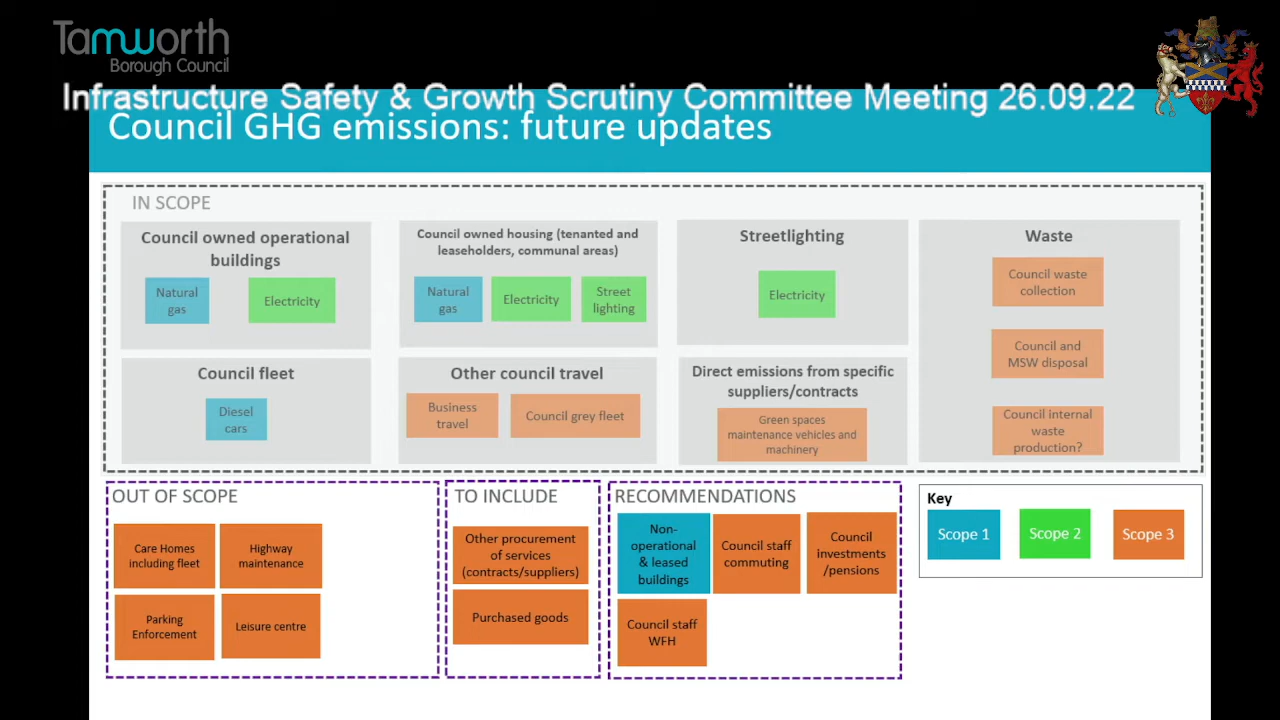 Tamworth
Borough Council
Infrastructure Safety & Growth Scrutiny Committee Meeting 26.09.22
Council GHG emissions: future updates
IN SCOPE
Council owned operational
buildings
Natural
gas
Electricity
Council owned housing (tenanted and
leaseholders, communal areas)
Natural
gas
Electricity
Street
lighting
Streetlighting
Electricity
Waste
Council waste
collection
Council and
MSW disposal
Council internal
waste
production?
Council fleet
Diesel
cars
Other council travel
Business
travel
Council grey fleet
Direct emissions from specific
suppliers/contracts
Green spaces
maintenance vehicles and
machinery
OUT OF SCOPE
Care Homes
including fleet
Highway
maintenance
Parking
Enforcement
Leisure centre
TO INCLUDE
Other procurement
of services
(contracts/suppliers)
Purchased goods
RECOMMENDATIONS
Non-
operational
& leased
buildings
Council staff
commuting
Council
investments
/pensions
Council staff
WFH
Key
Scope 1
Scope 2
Scope 3